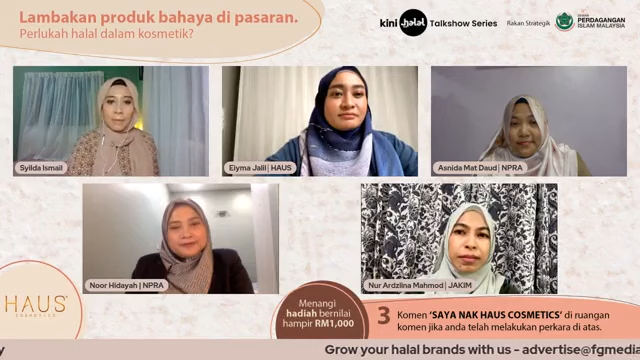 Lambakan produk bahaya di pasaran.
Perlukah halal dalam kosmetik?
kini halal Talkshow Series
Rakan Strategik
PERDAGANGAN
ISLAM MALAYSIA
Syilda Ismail
Eiyma Jalil | HAUS
Asnida Mat Daud | NPRA
Noor Hidayah | NPRA
Nur Ardzlina Mahmod | JAKIM
HAUS
COSMETICS
Menangi
hadiah bernilai
hampir RM1,000
3 Komen ‘SAYA NAK HAUS COSMETICS’ di ruangan
komen jika anda telah melakukan perkara di atas.
y Grow your halal brands with us - advertise@fgmedia